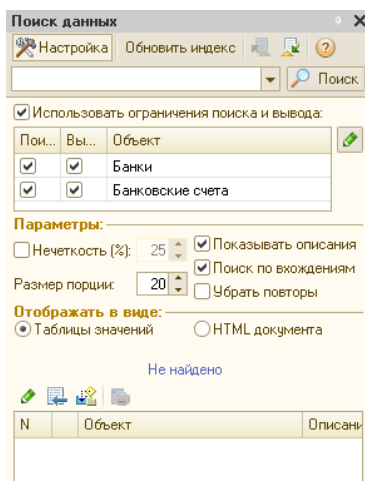 Поиск данных
Настройка Обновить индекс
Поиск
Использовать ограничения поиска и вывода:
Пои... Вы... Объект
Банки
Банковские счета
Параметры:
Нечеткость (%): 25 Показывать описания
Поиск по вхождениям
Размер порции: 20 Убрать повторы
Отображать в виде:
Таблицы значений HTML документа
Не найдено
N Объект Описани